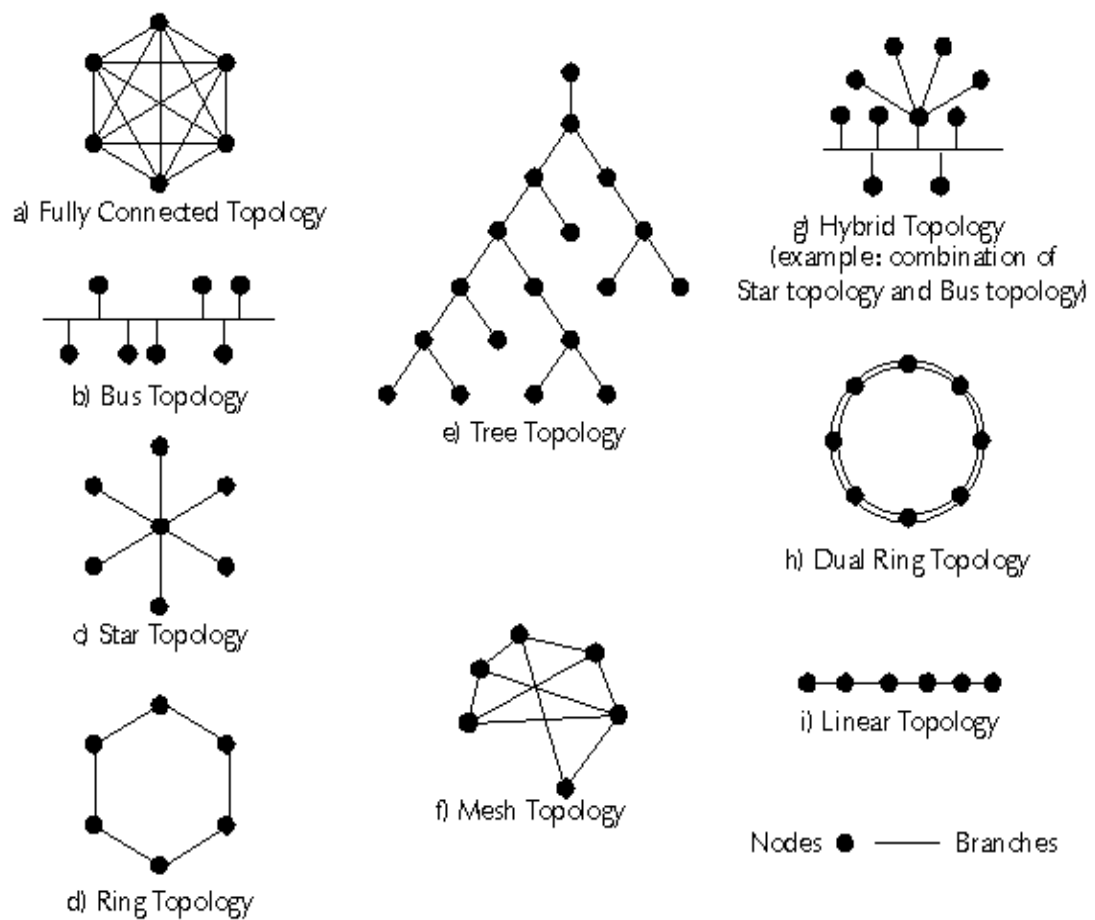 a) Fully Connected Topology
b) Bus Topology
c) Star Topology
d) Ring Topology
e) Tree Topology
f) Mesh Topology
g) Hybrid Topology
(example: combination of
Star topology and Bus topology)
h) Dual Ring Topology
i) Linear Topology
Nodes Branches